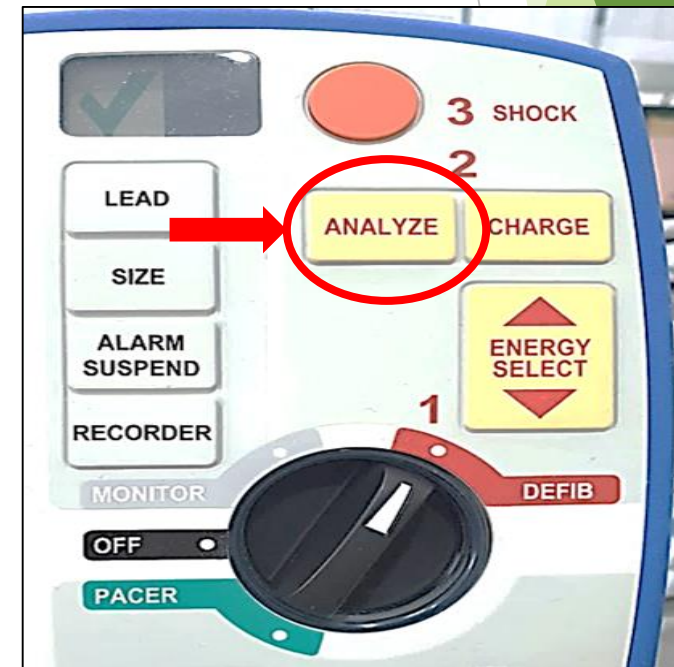 3 SHOCK
2
LEAD
ANALYZE
CHARGE
SIZE
ALARM
SUSPEND
ENERGY
SELECT
RECORDER
1
MONITOR
DEFIB
OFF
PACER